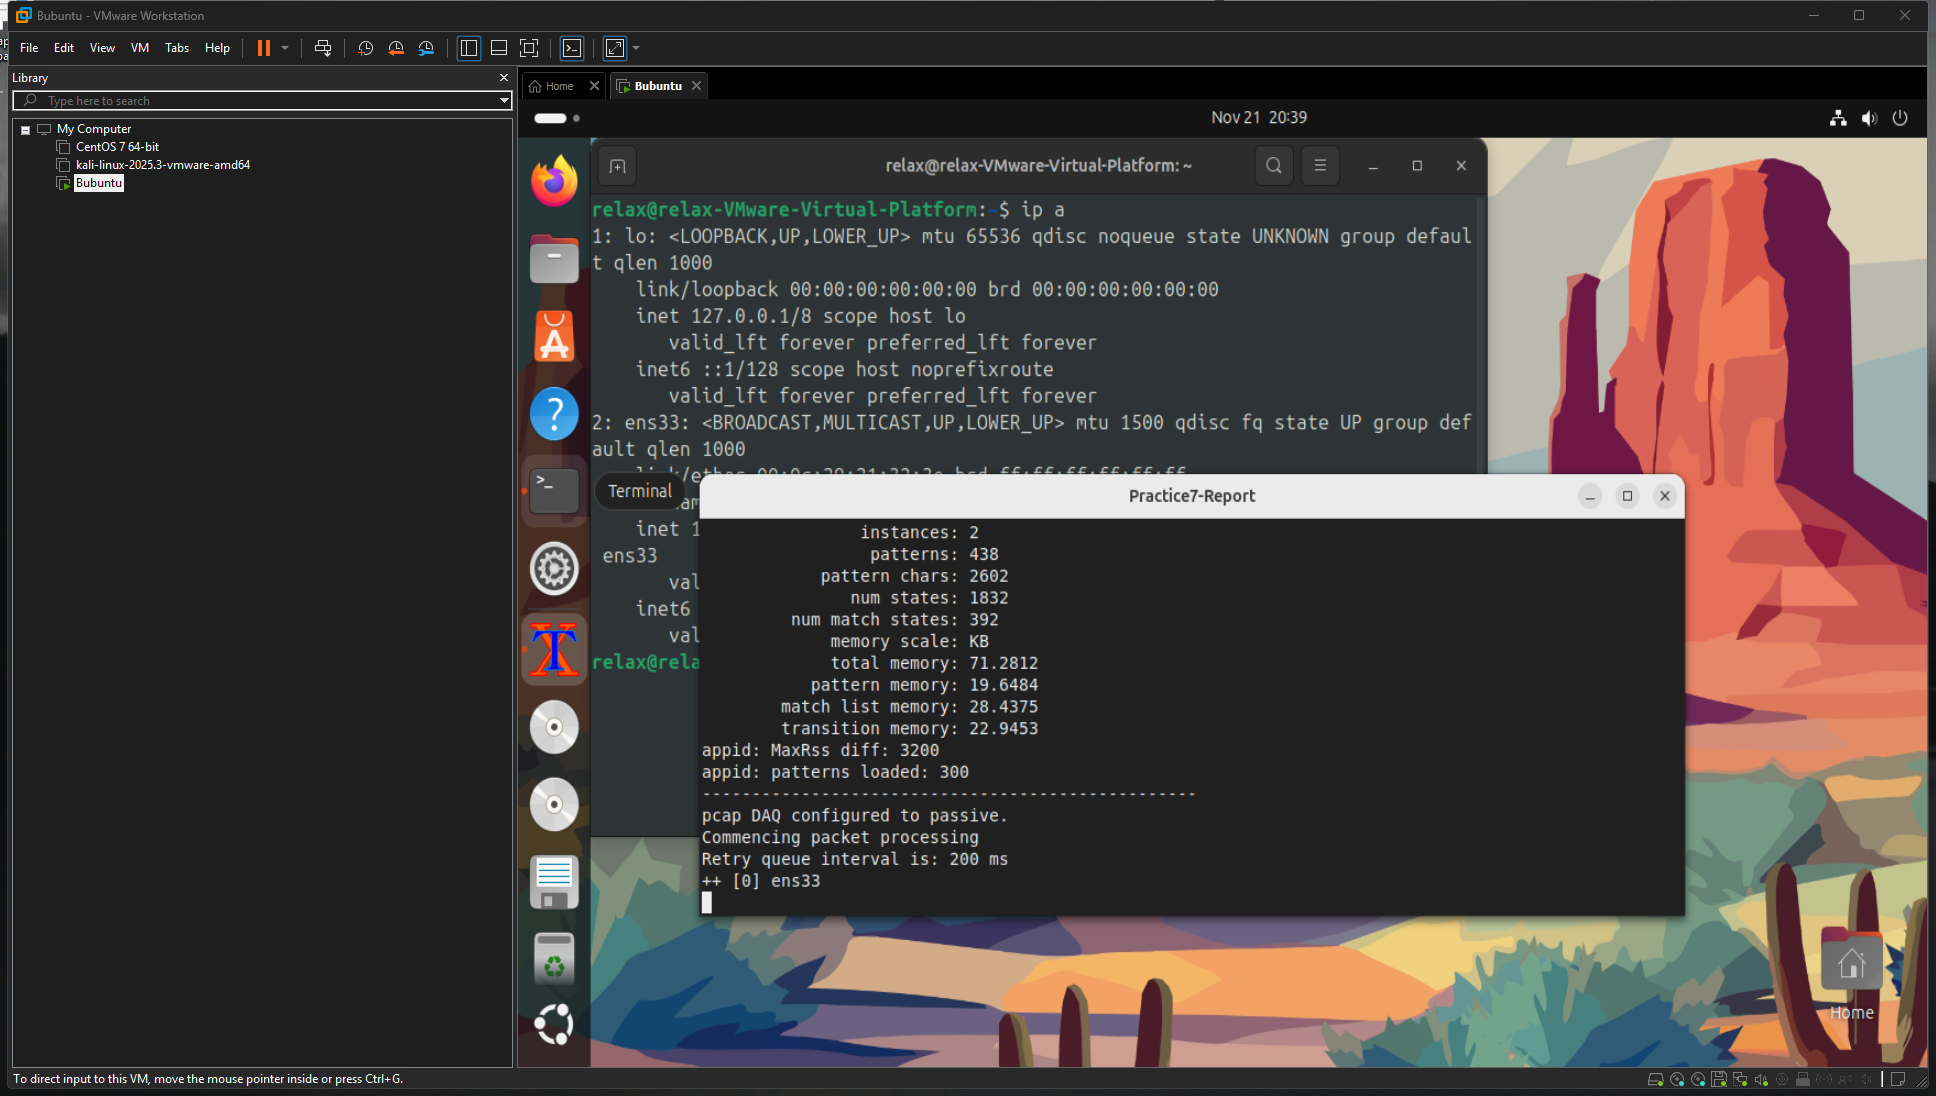 Bubuntu - VMware Workstation
File Edit View VM Tabs Help
Library
Type here to search
My Computer
CentOS 7 64-bit
kali-linux-2025.3-vmware-amd64
Bubuntu
Home
Bubuntu
Nov 21 20:39
relax@relax-VMware-Virtual-Platform: ~
relax@relax-VMware-Virtual-Platform:~$ ip a
1: lo: <LOOPBACK,UP,LOWER_UP> mtu 65536 qdisc noqueue state UNKNOWN group defaul
t qlen 1000
link/loopback 00:00:00:00:00:00 brd 00:00:00:00:00:00
inet 127.0.0.1/8 scope host lo
valid_lft forever preferred_lft forever
inet6 ::1/128 scope host noprefixroute
valid_lft forever preferred_lft forever
2: ens33: <BROADCAST,MULTICAST,UP,LOWER_UP> mtu 1500 qdisc fq state UP group def
ault qlen 1000
Terminal
inet 1
ens33
val
inet6
val
relax@rela
Practice7-Report
instances: 2
patterns: 438
pattern chars: 2602
num states: 1832
num match states: 392
memory scale: KB
total memory: 71.2812
pattern memory: 19.6484
match list memory: 28.4375
transition memory: 22.9453
appid: MaxRss diff: 3200
appid: patterns loaded: 300
--------------------------------------------------
pcap DAQ configured to passive.
Commencing packet processing
Retry queue interval is: 200 ms
++ [0] ens33
Home
To direct input to this VM, move the mouse pointer inside or press Ctrl+G.